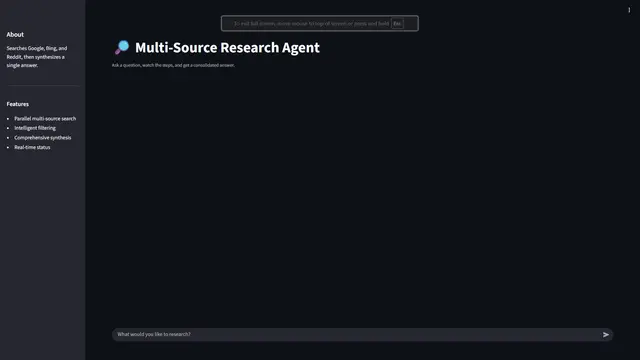 About
Searches Google, Bing, and
Reddit, then synthesizes a
single answer.
Features
• Parallel multi-source search
• Intelligent filtering
• Comprehensive synthesis
• Real-time status
To exit full screen, move mouse to top of screen or press and hold Esc
Multi-Source Research Agent
Ask a question, watch the steps, and get a consolidated answer.
What would you like to research?